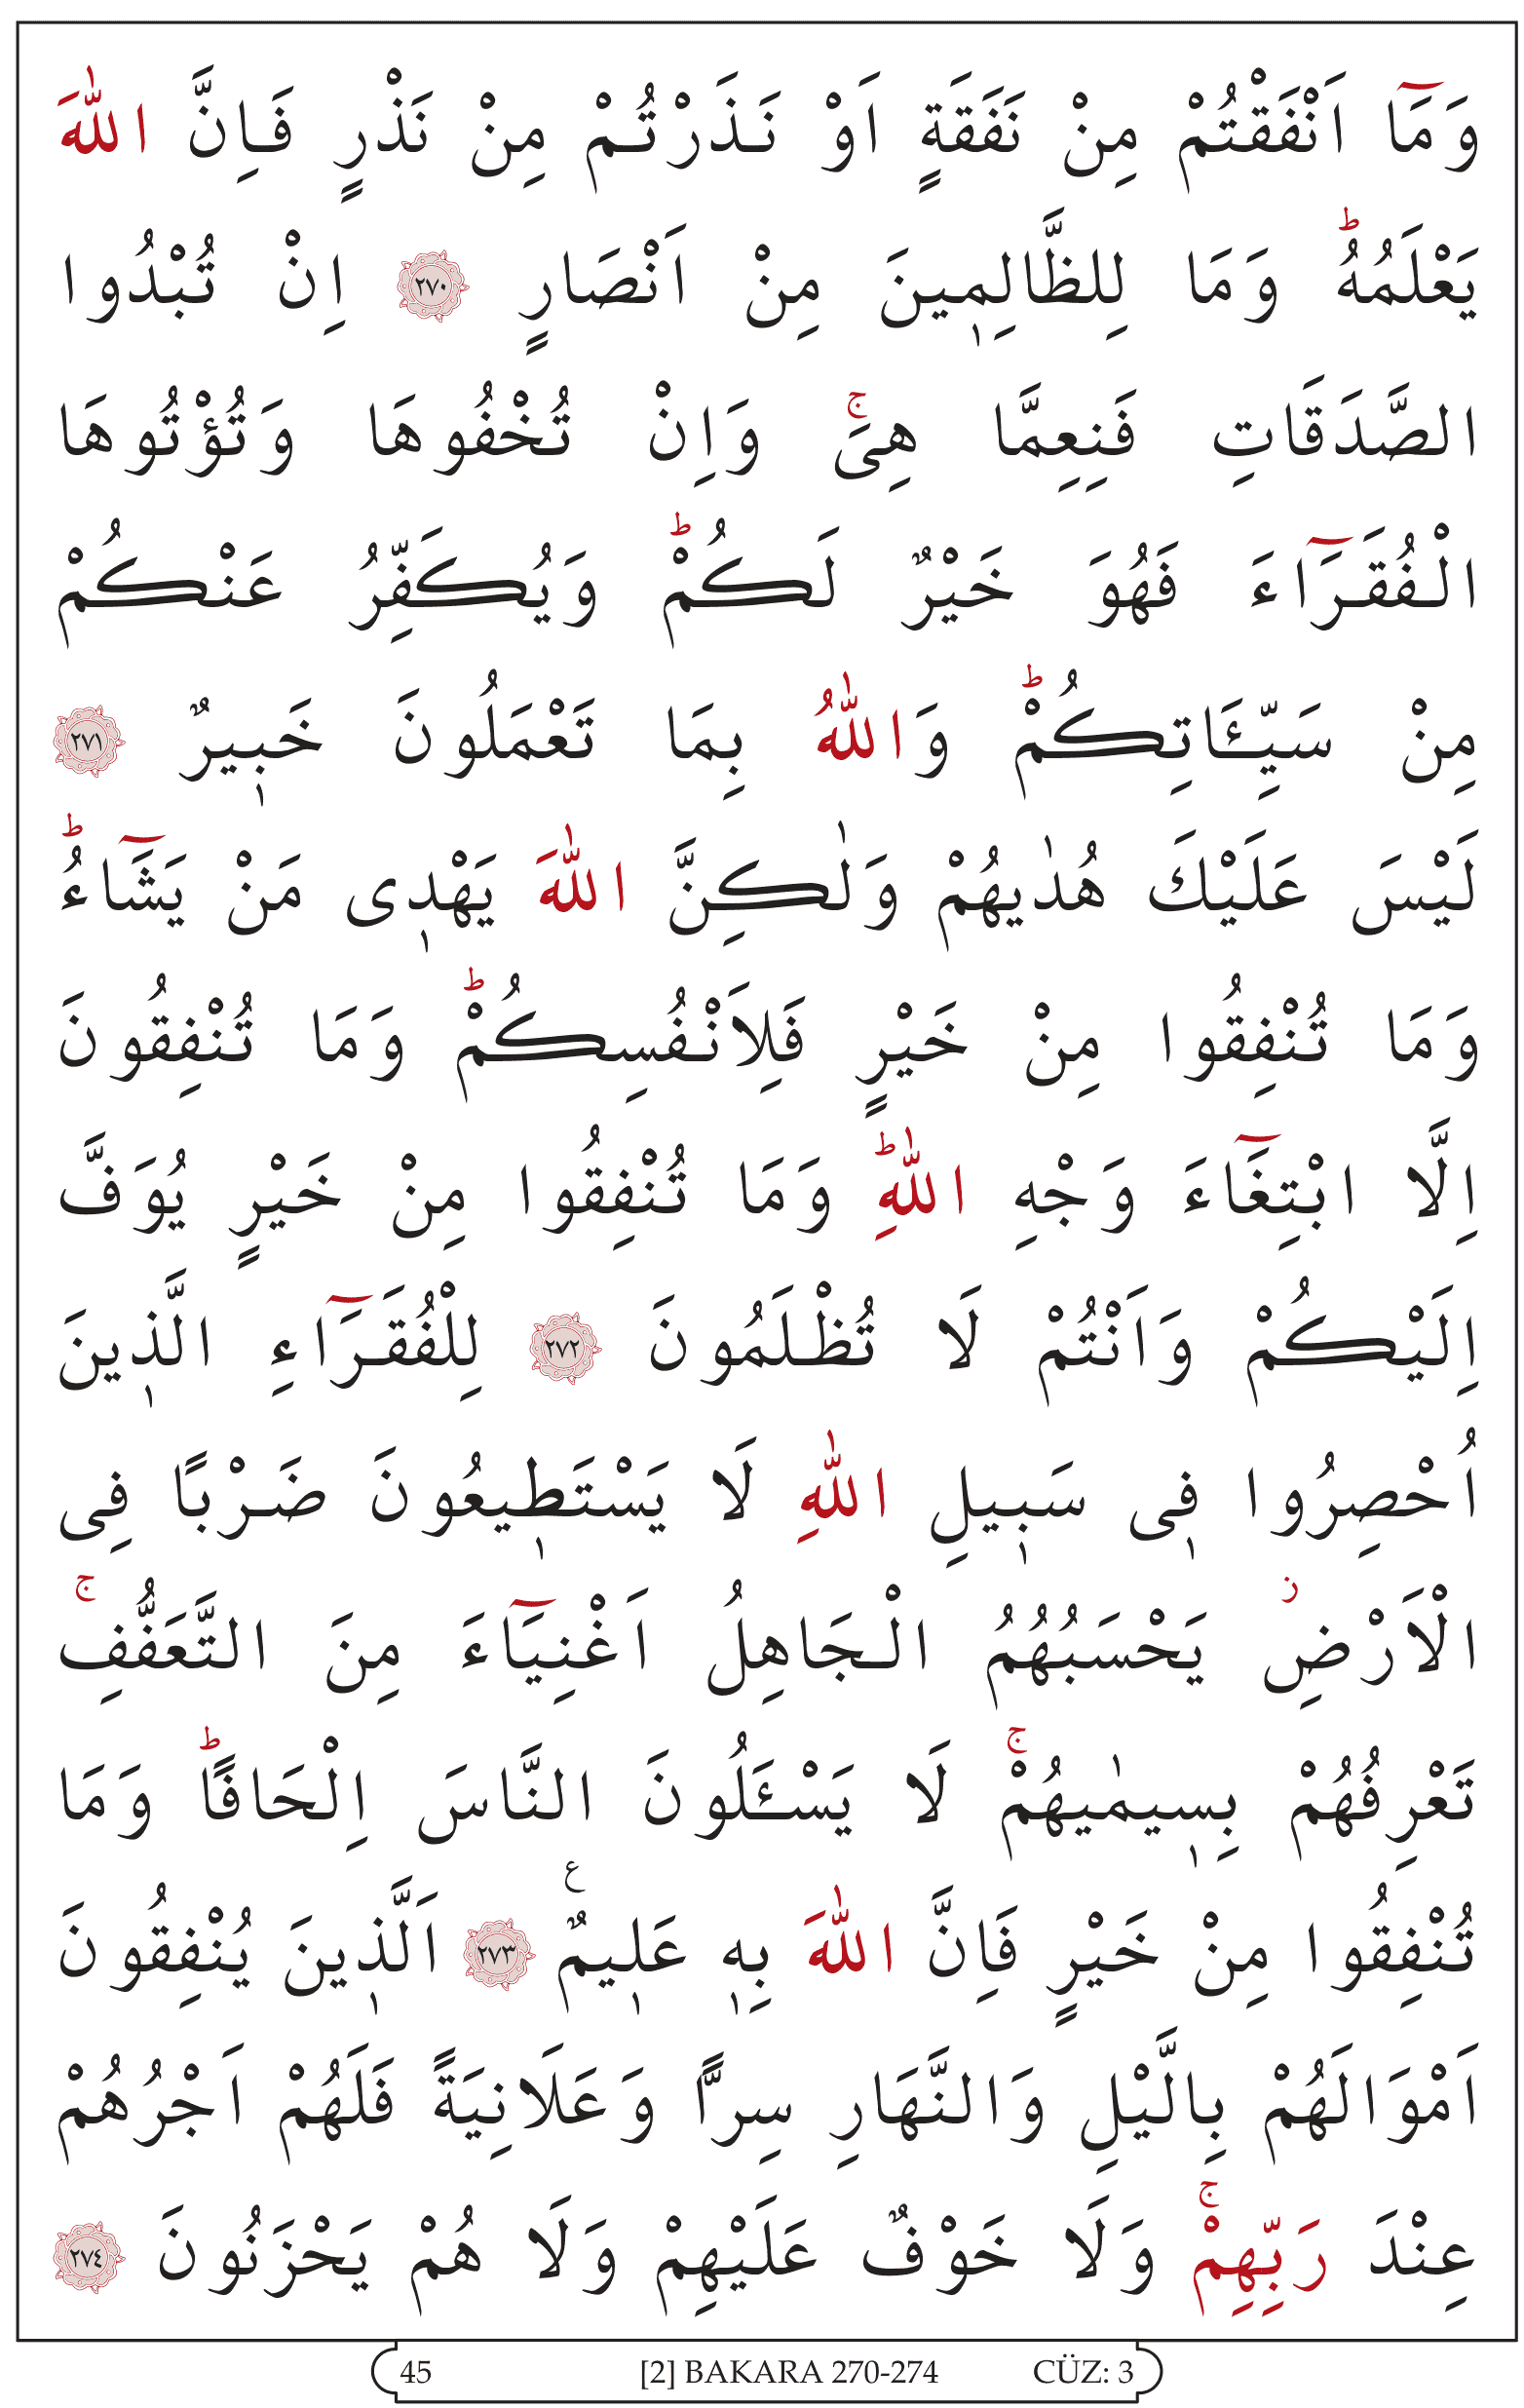 وَمَٓا اَنْفَقْتُمْ مِنْ نَفَقَةٍ اَوْ نَذَرْتُمْ مِنْ نَذْرٍ فَاِنَّ اللّٰهَ
يَعْلَمُهُۜ وَمَا لِلظَّالِم۪ينَ مِنْ اَنْصَارٍ ﴿٢٧٠﴾ اِنْ تُبْدُوا
الصَّدَقَاتِ فَنِعِمَّا هِيَۚ وَاِنْ تُخْفُوهَا وَتُؤْتُوهَا
الْفُقَرَٓاءَ فَهُوَ خَيْرٌ لَكُمْۜ وَيُكَفِّرُ عَنْكُمْ
مِنْ سَيِّـَٔاتِكُمْۜ وَاللّٰهُ بِمَا تَعْمَلُونَ خَب۪يرٌ ﴿٢٧١﴾
لَيْسَ عَلَيْكَ هُدٰيهُمْ وَلٰكِنَّ اللّٰهَ يَهْد۪ى مَنْ يَشَٓاءُۜ
وَمَا تُنْفِقُوا مِنْ خَيْرٍ فَلِاَنْفُسِكُمْۜ وَمَا تُنْفِقُونَ
اِلَّا ابْتِغَٓاءَ وَجْهِ اللّٰهِۜ وَمَا تُنْفِقُوا مِنْ خَيْرٍ يُوَفَّ
اِلَيْكُمْ وَاَنْتُمْ لَا تُظْلَمُونَ ﴿٢٧٢﴾ لِلْفُقَرَٓاءِ الَّذ۪ينَ
اُحْصِرُوا ف۪ى سَب۪يلِ اللّٰهِ لَا يَسْتَط۪يعُونَ ضَرْبًا فِى
الْاَرْضِۘ يَحْسَبُهُمُ الْجَاهِلُ اَغْنِيَٓاءَ مِنَ التَّعَفُّفِۚ
تَعْرِفُهُمْ بِس۪يمٰيهُمْۚ لَا يَسْـَٔلُونَ النَّاسَ اِلْحَافًاۜ وَمَا
تُنْفِقُوا مِنْ خَيْرٍ فَاِنَّ اللّٰهَ بِه۪ عَل۪يمٌ ع ﴿٢٧٣﴾ اَلَّذ۪ينَ يُنْفِقُونَ
اَمْوَالَهُمْ بِالَّيْلِ وَالنَّهَارِ سِرًّا وَعَلَانِيَةً فَلَهُمْ اَجْرُهُمْ
عِنْدَ رَبِّهِمْۚ وَلَا خَوْفٌ عَلَيْهِمْ وَلَا هُمْ يَحْزَنُونَ ﴿٢٧٤﴾
45 [2] BAKARA 270-274 CÜZ: 3